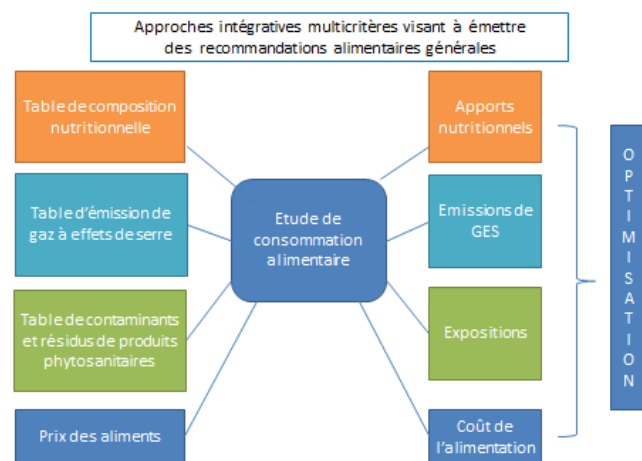 Approches intégratives multicritères visant à émettre
des recommandations alimentaires générales
Table de composition
nutritionnelle
Apports
nutritionnels
Table d'émission de
gaz à effets de serre
Etude de
consommation
alimentaire
Emissions de
GES
Table de contaminants
et résidus de produits
phytosanitaires
Expositions
Prix des aliments
Coût de
l'alimentation
O
P
T
I
M
I
S
A
T
I
O
N